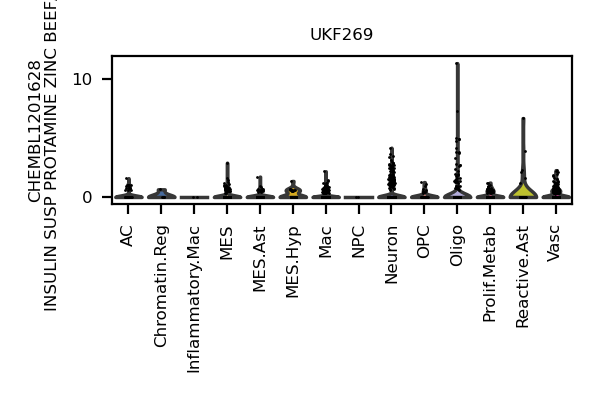 UKF269
CHEMBL1201628
INSULIN SUSP PROTAMINE ZINC BEEF
10
0
AC
Chromatin.Reg
Inflammatory.Mac
MES
MES.Ast
MES.Hyp
Mac
NPC
Neuron
OPC
Oligo
Prolif.Metab
Reactive.Ast
Vasc